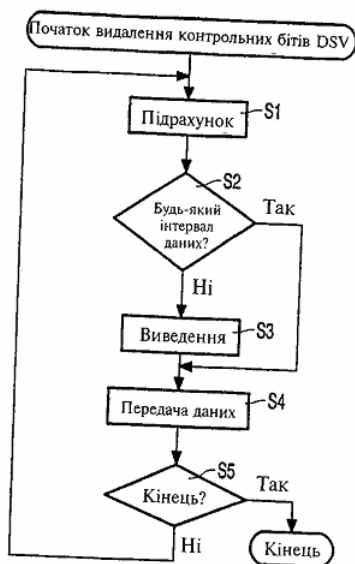 Початок видалення контрольних бітів DSV
S1
Підрахунок
S2
Будь-який
інтервал
даних?
Так
Ні
S3
Виведення
S4
Передача даних
S5
Кінець?
Так
Ні
Кінець